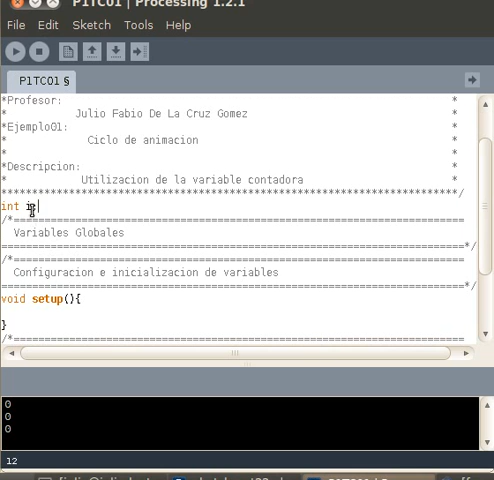 P1TC01 | Processing 1.2.1
File Edit Sketch Tools Help
P1TC01 §
*Profesor: *
* Julio Fabio De La Cruz Gomez *
*Ejemplo01: *
* Ciclo de animacion *
* *
*Descripcion: *
* Utilizacion de la variable contadora *
***************************************************************************/
int
/*==========================================================
Variables Globales
==========================================================*/
/*==========================================================
Configuracion e inicializacion de variables
==========================================================*/
void setup(){
}
/*==========================================================
0
0
0
12